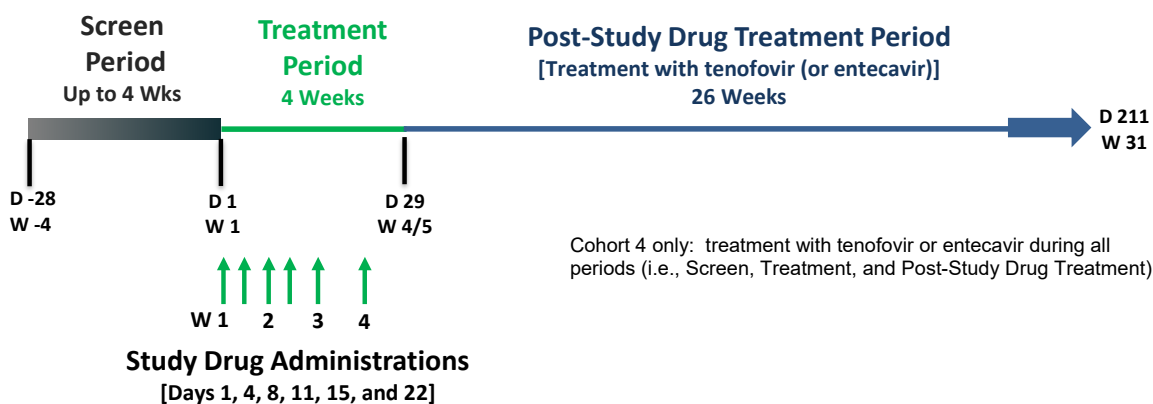 Screen
Period
Up to 4 Wks
Treatment
Period
4 Weeks
Post-Study Drug Treatment Period
[Treatment with tenofovir (or entecavir)]
26 Weeks
D 211
W 31
D -28
W -4
D 1
W 1
D 29
W 4/5
Cohort 4 only:  treatment with tenofovir or entecavir during all
periods (i.e., Screen, Treatment, and Post-Study Drug Treatment)
W 1 2 3 4
Study Drug Administrations
[Days 1, 4, 8, 11, 15, and 22]